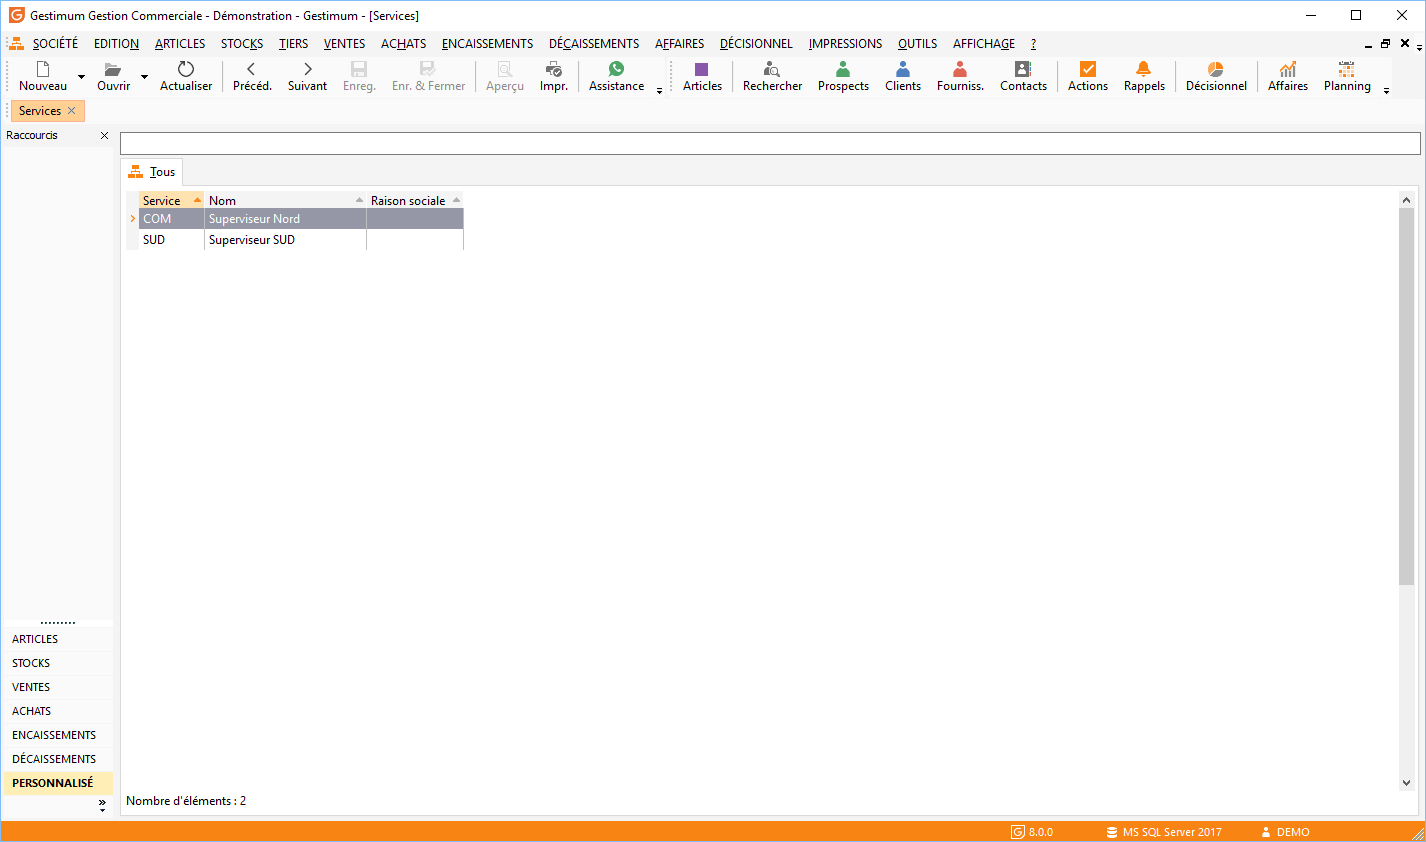 Gestimum Gestion Commerciale - Démonstration - Gestimum - [Services]
SOCIÉTÉ EDITION ARTICLES STOCKS TIERS VENTES ACHATS ENCAISSEMENTS DÉCAISSEMENTS AFFAIRES DÉCISIONNEL IMPRESSIONS OUTILS AFFICHAGE ?
Nouveau Ouvrir Actualiser Précéd. Suivant Enreg. Enr. & Fermer Aperçu Impr. Assistance Articles Rechercher Prospects Clients Fourniss. Contacts Actions Rappels Décisionnel Affaires Planning
Services
Raccourcis
Tous
Service Nom Raison sociale
COM Superviseur Nord
SUD Superviseur SUD
ARTICLES
STOCKS
VENTES
ACHATS
ENCAISSEMENTS
DÉCAISSEMENTS
PERSONNALISÉ
Nombre d'éléments : 2
8.0.0 MS SQL Server 2017 DEMO